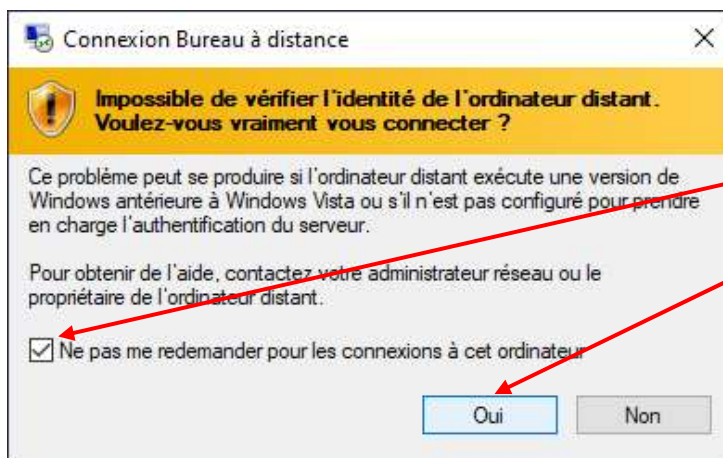 Connexion Bureau à distance
Impossible de vérifier l'identité de l'ordinateur distant.
Voulez-vous vraiment vous connecter ?
Ce problème peut se produire si l'ordinateur distant exécute une version de
Windows antérieure à Windows Vista ou s'il n'est pas configuré pour prendre
en charge l'authentification du serveur.
Pour obtenir de l'aide, contactez votre administrateur réseau ou le
propriétaire de l'ordinateur distant.
Ne pas me redemander pour les connexions à cet ordinateur
Oui
Non